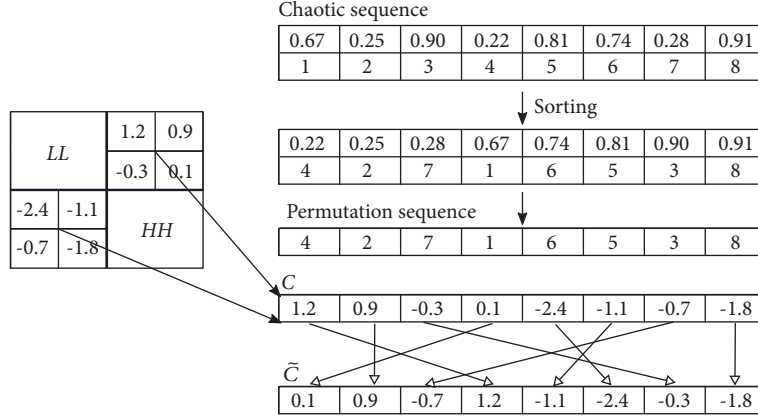 Chaotic sequence
0.67 0.25 0.90 0.22 0.81 0.74 0.28 0.91
1 2 3 4 5 6 7 8
Sorting
0.22 0.25 0.28 0.67 0.74 0.81 0.90 0.91
4 2 7 1 6 5 3 8
Permutation sequence
4 2 7 1 6 5 3 8
LL
1.2 0.9
-0.3 0.1
-2.4 -1.1
-0.7 -1.8
HH
C
1.2 0.9 -0.3 0.1 -2.4 -1.1 -0.7 -1.8
C̃
0.1 0.9 -0.7 1.2 -1.1 -2.4 -0.3 -1.8